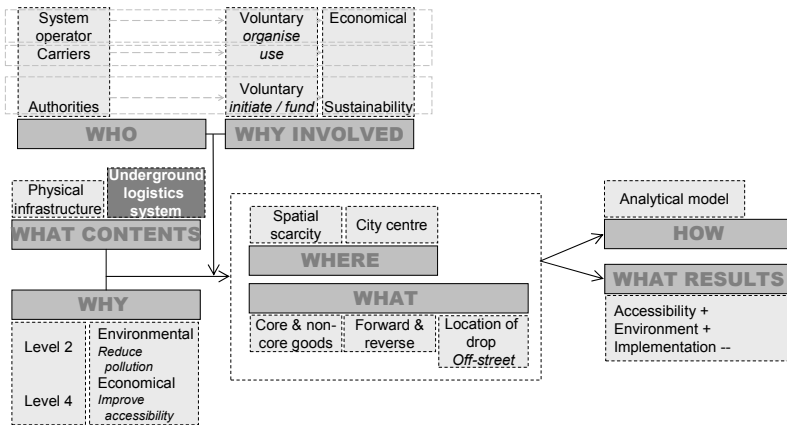 System
operator
Carriers
Authorities
WHO
Voluntary
organise
use
Voluntary
initiate / fund
Economical
Sustainability
WHY INVOLVED
Physical
infrastructure
Underground
logistics
system
WHAT CONTENTS
WHY
Level 2
Level 4
Environmental
Reduce
pollution
Economical
Improve
accessibility
Spatial
scarcity
City centre
WHERE
WHAT
Core & non-
core goods
Forward &
reverse
Location of
drop
Off-street
Analytical model
HOW
WHAT RESULTS
Accessibility +
Environment +
Implementation --